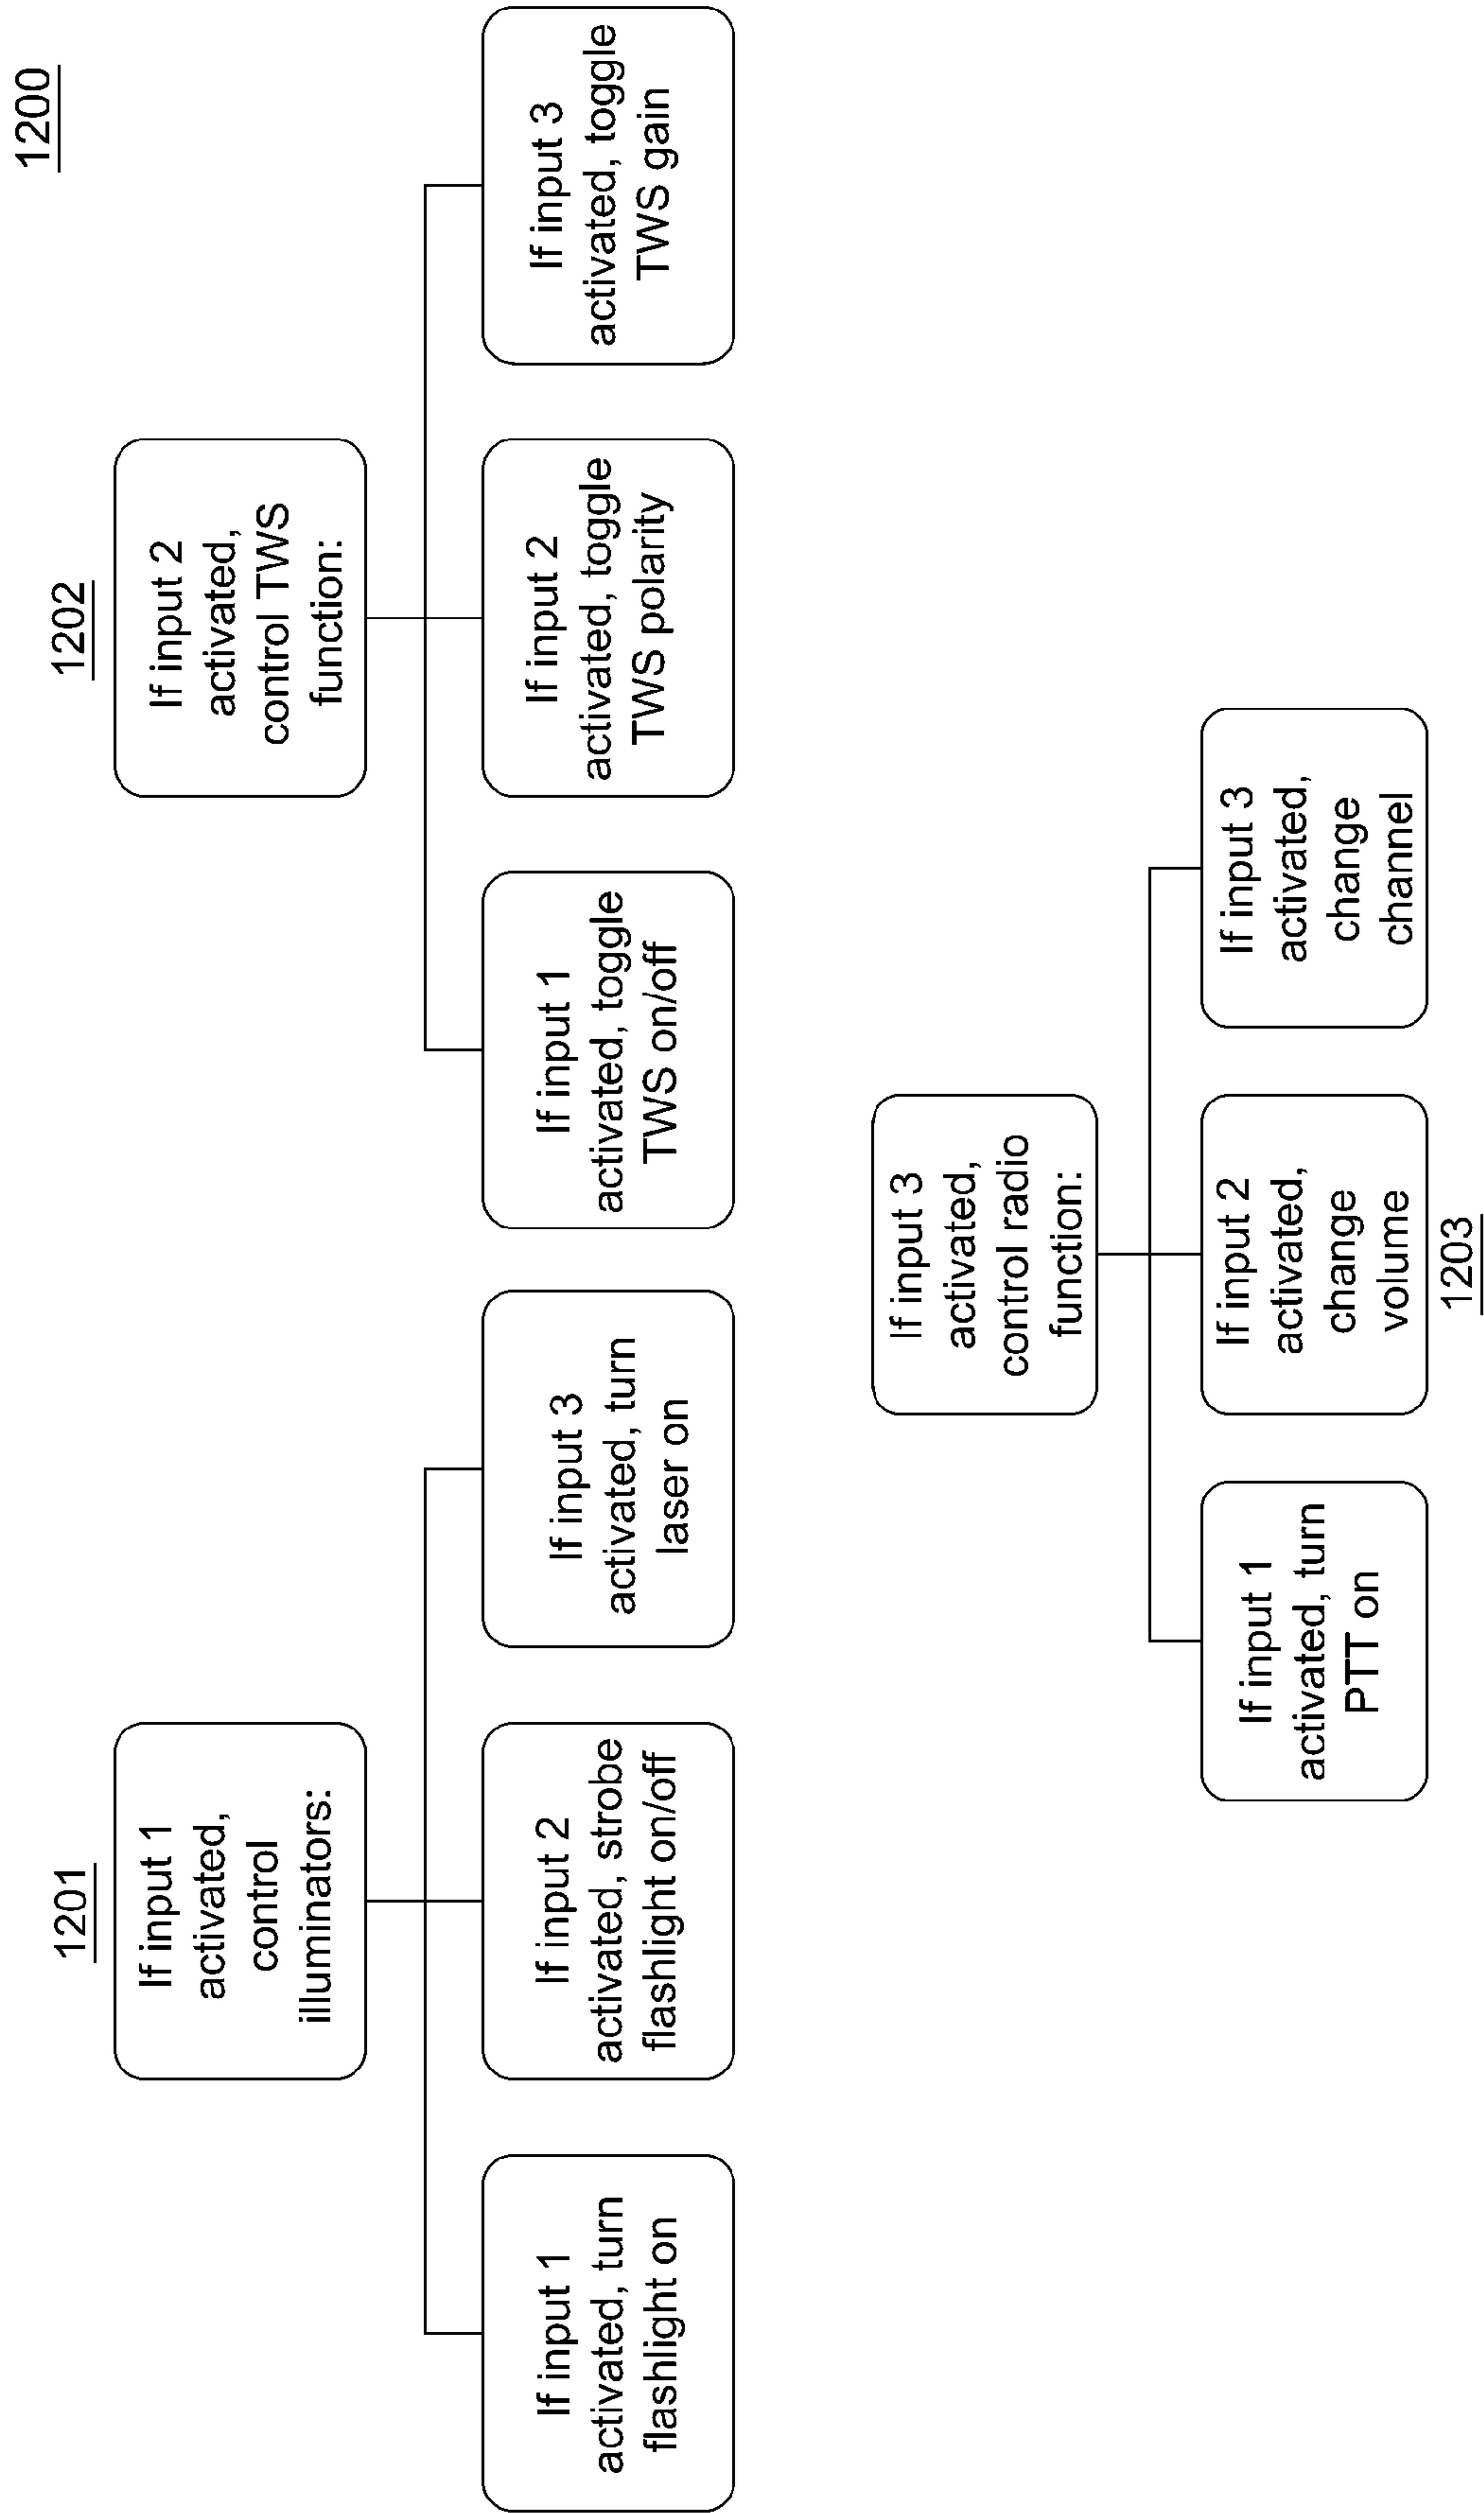 1200
1201
If input 1
activated,
control
illuminators:
If input 1
activated, turn
flashlight on
If input 2
activated, strobe
flashlight on/off
If input 3
activated, turn
laser on
1202
If input 2
activated,
control TWS
function:
If input 1
activated, toggle
TWS on/off
If input 2
activated, toggle
TWS polarity
If input 3
activated, toggle
TWS gain
If input 3
activated,
control radio
function:
If input 1
activated, turn
PTT on
If input 2
activated,
change
volume
If input 3
activated,
change
channel
1203